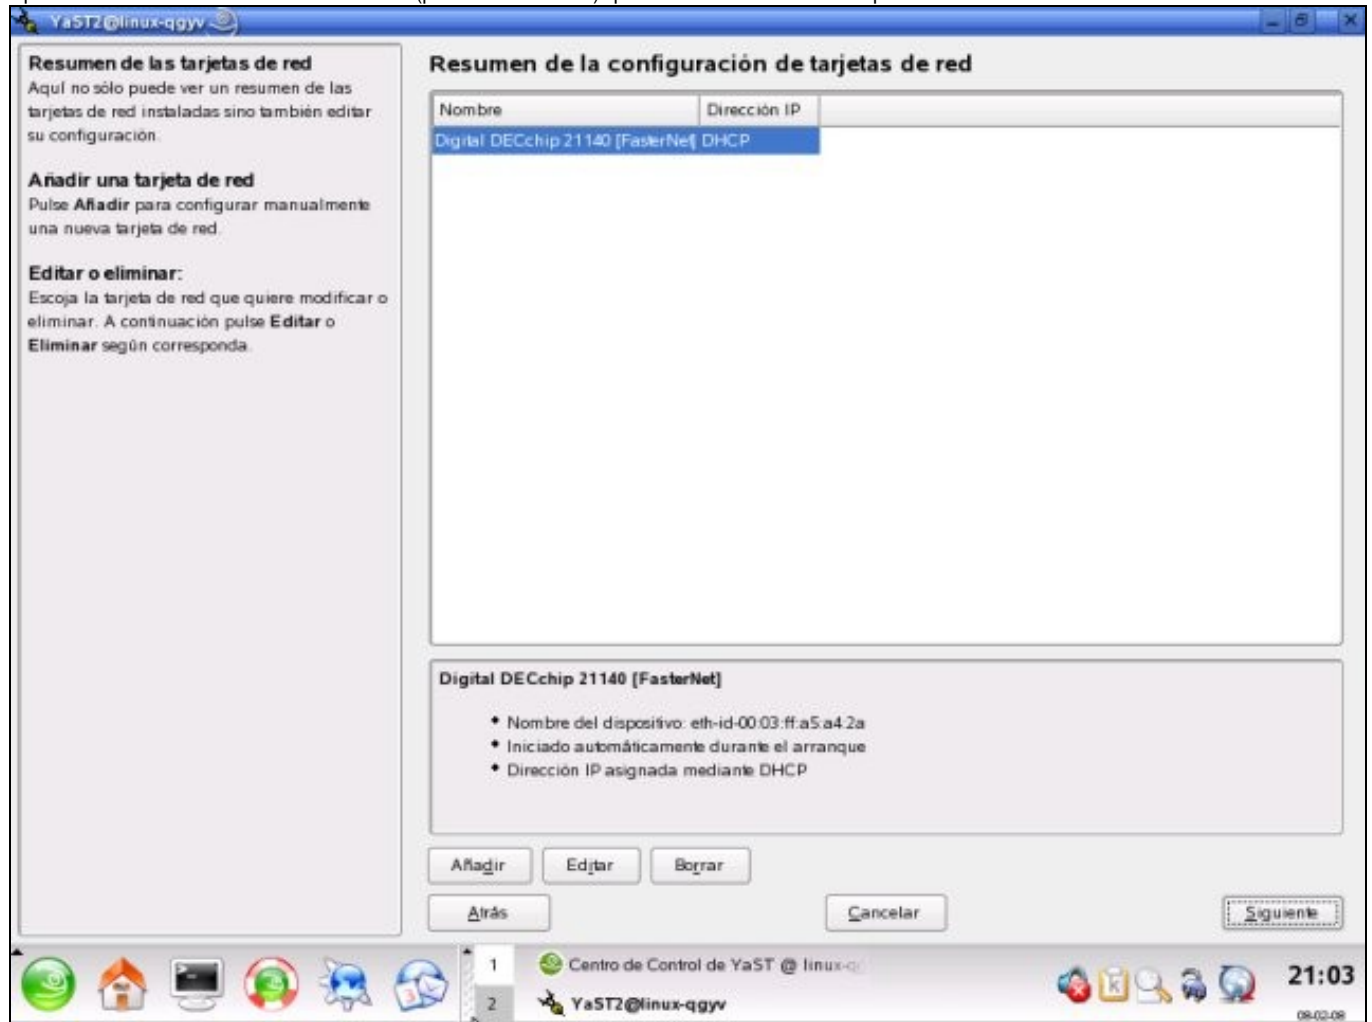 YaST2@linux-qgyv
Resumen de las tarjetas de red
Aquí no sólo puede ver un resumen de las
tarjetas de red instaladas sino también editar
su configuración.
Añadir una tarjeta de red
Pulse Añadir para configurar manualmente
una nueva tarjeta de red.
Editar o eliminar:
Escoja la tarjeta de red que quiere modificar o
eliminar. A continuación pulse Editar o
Eliminar según corresponda.
Resumen de la configuración de tarjetas de red
Nombre Dirección IP
Digital DECchip 21140 [FasterNet] DHCP
Digital DECchip 21140 [FasterNet]
• Nombre del dispositivo: eth-id-00:03:ff:a5:a4:2a
• Iniciado automáticamente durante el arranque
• Dirección IP asignada mediante DHCP
Añadir Editar Borrar
Atrás Cancelar Siguiente
1 Centro de Control de YaST @ linux-q
2 YaST2@linux-qgyv
21:03
08-02-08